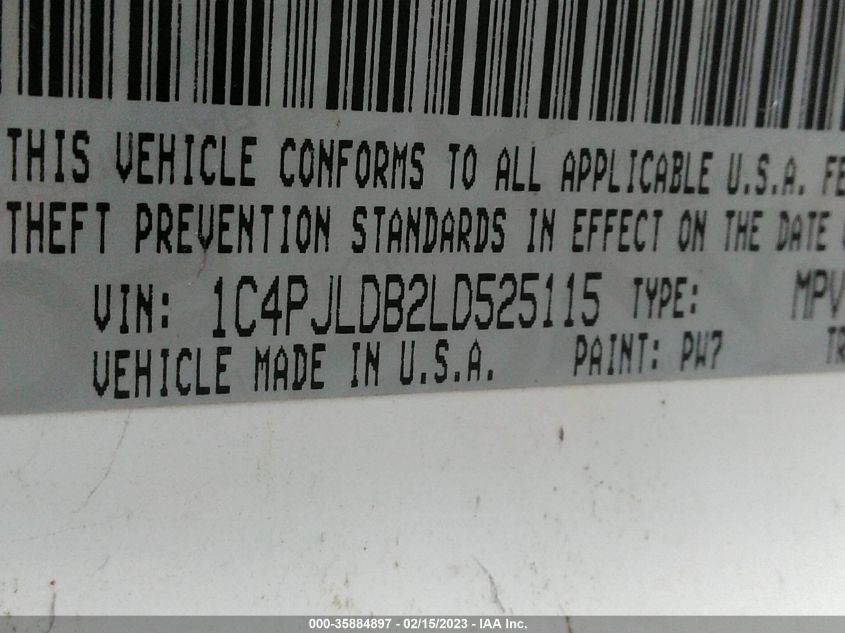 THIS VEHICLE CONFORMS TO ALL APPLICABLE U.S.A. FE
THEFT PREVENTION STANDARDS IN EFFECT ON THE DATE
VIN: 1C4PJLDB2LD525115 TYPE: MPV
VEHICLE MADE IN U.S.A. PAINT: PW7 TR
000-35884897 - 02/15/2023 - IAA Inc.